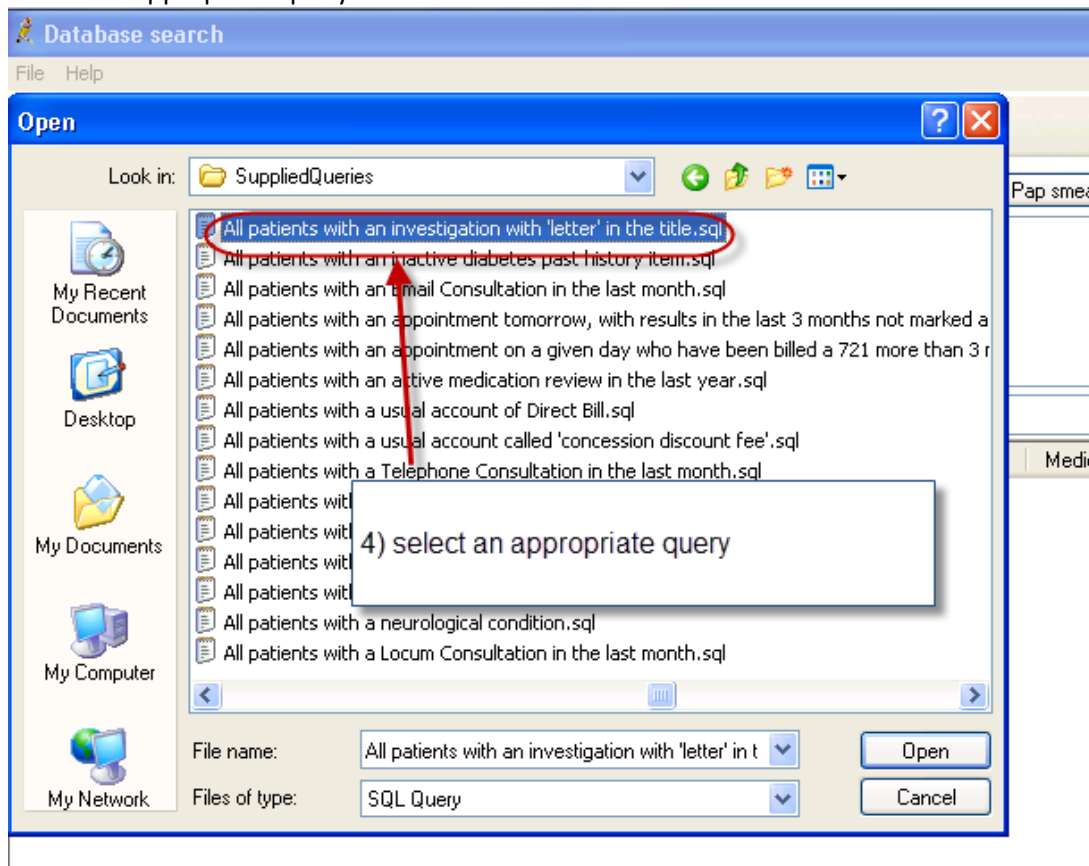 Database search
File Help
Open
Look in: SuppliedQueries
Pap smea
All patients with an investigation with 'letter' in the title.sql
All patients with an inactive diabetes past history item.sql
All patients with an Email Consultation in the last month.sql
All patients with an appointment tomorrow, with results in the last 3 months not marked a
All patients with an appointment on a given day who have been billed a 721 more than 3 r
All patients with an active medication review in the last year.sql
All patients with a usual account of Direct Bill.sql
All patients with a usual account called 'concession discount fee'.sql
All patients with a Telephone Consultation in the last month.sql
All patients wit
All patients wit
All patients wit
All patients wit
All patients with a neurological condition.sql
All patients with a Locum Consultation in the last month.sql
4) select an appropriate query
My Recent
Documents
Desktop
My Documents
My Computer
My Network
Medi
File name: All patients with an investigation with 'letter' in t Open
Files of type: SQL Query Cancel